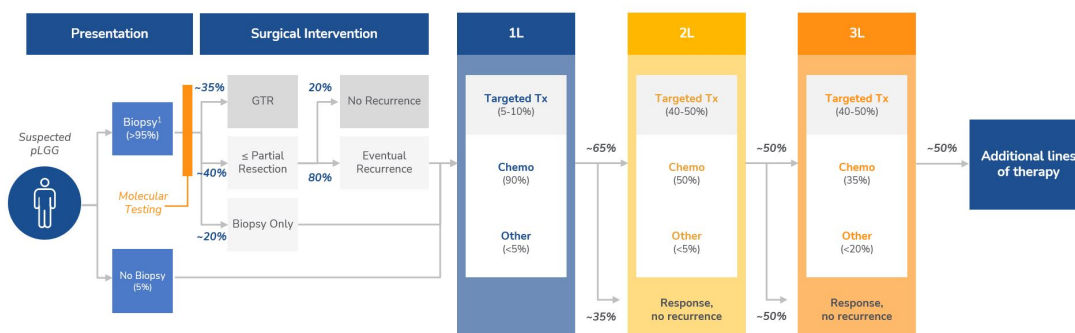 Presentation
Surgical Intervention
1L
2L
3L
~35%
20%
GTR
No Recurrence
Targeted Tx
(5-10%)
Targeted Tx
(40-50%)
Targeted Tx
(40-50%)
Suspected
pLGG
Biopsy1
(>95%)
≤ Partial
Resection
Eventual
Recurrence
~40%
80%
Chemo
(90%)
~65%
Chemo
(50%)
~50%
Chemo
(35%)
~50%
Additional lines
of therapy
Molecular
Testing
Biopsy Only
~20%
Other
(<5%)
Other
(<5%)
Other
(<20%)
No Biopsy
(5%)
~35%
Response,
no recurrence
~50%
Response,
no recurrence